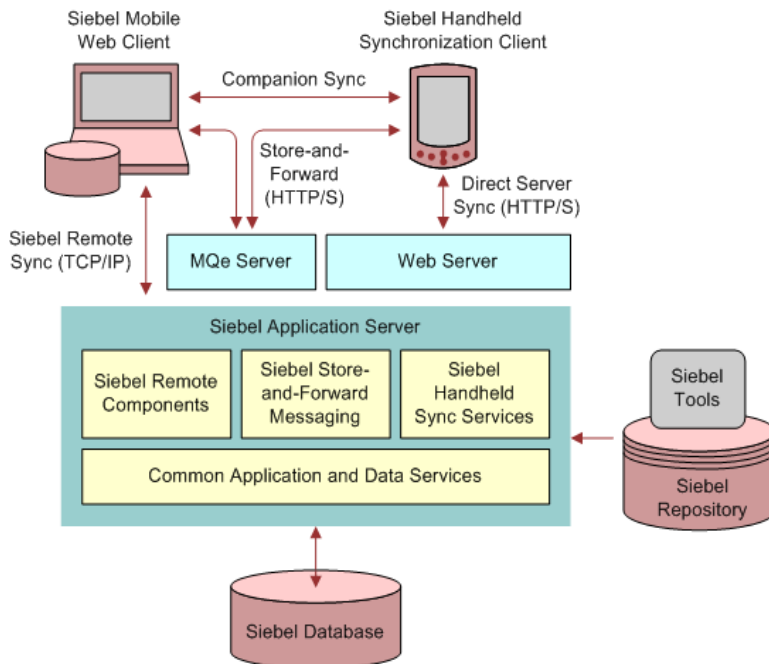 Siebel Mobile
Web Client
Siebel Handheld
Synchronization Client
Companion Sync
Store-and-
Forward
(HTTP/S)
Direct Server
Sync (HTTP/S)
Siebel Remote
Sync (TCP/IP)
MQe Server
Web Server
Siebel Application Server
Siebel Remote
Components
Siebel Store-
and-Forward
Messaging
Siebel
Handheld
Sync Services
Siebel
Tools
Common Application and Data Services
Siebel
Repository
Siebel Database